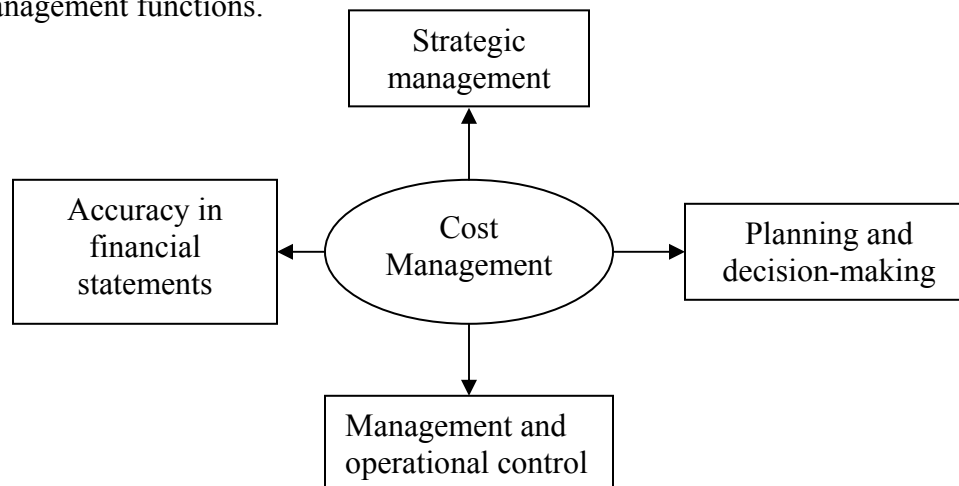 anagement functions.
Strategic
management
Accuracy in
financial
statements
Cost
Management
Planning and
decision-making
Management and
operational control